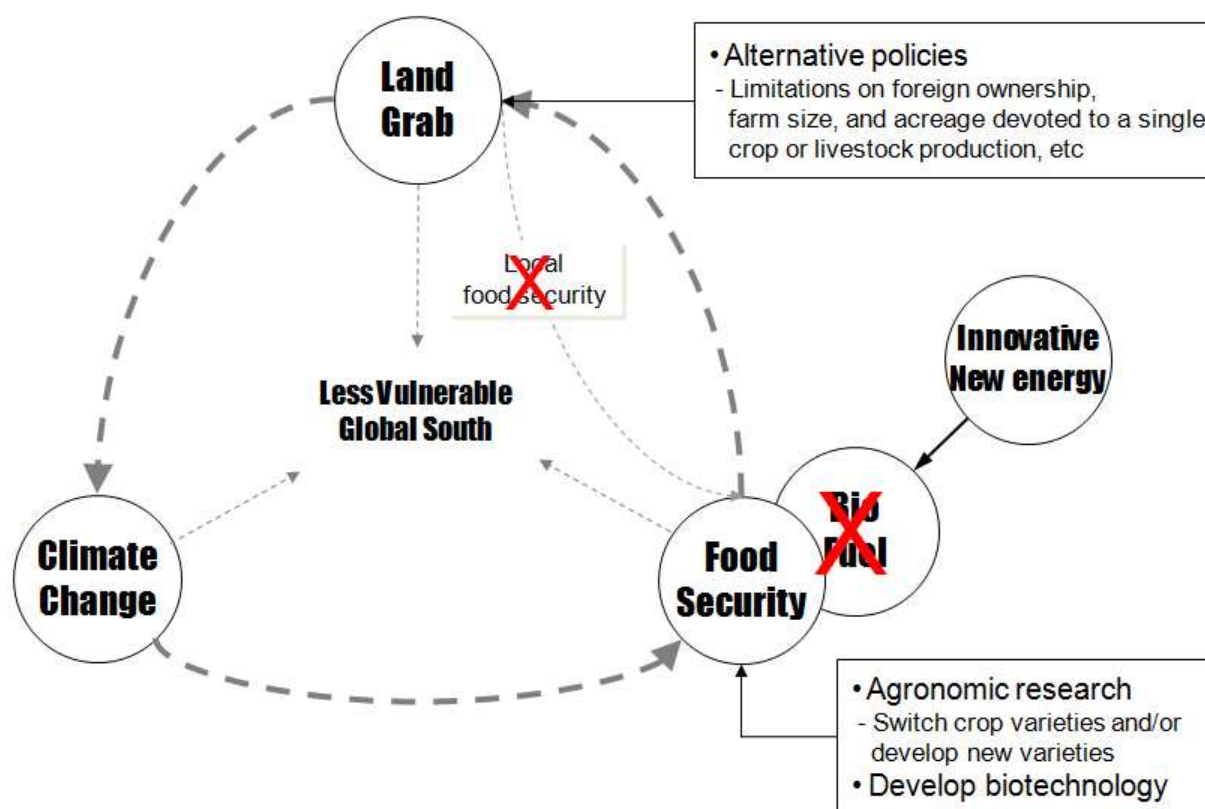 Land
Grab
• Alternative policies
- Limitations on foreign ownership,
farm size, and acreage devoted to a single
crop or livestock production, etc
Local
food security
Innovative
New energy
Less Vulnerable
Global South
Bio
Fuel
Climate
Change
Food
Security
• Agronomic research
- Switch crop varieties and/or
develop new varieties
• Develop biotechnology